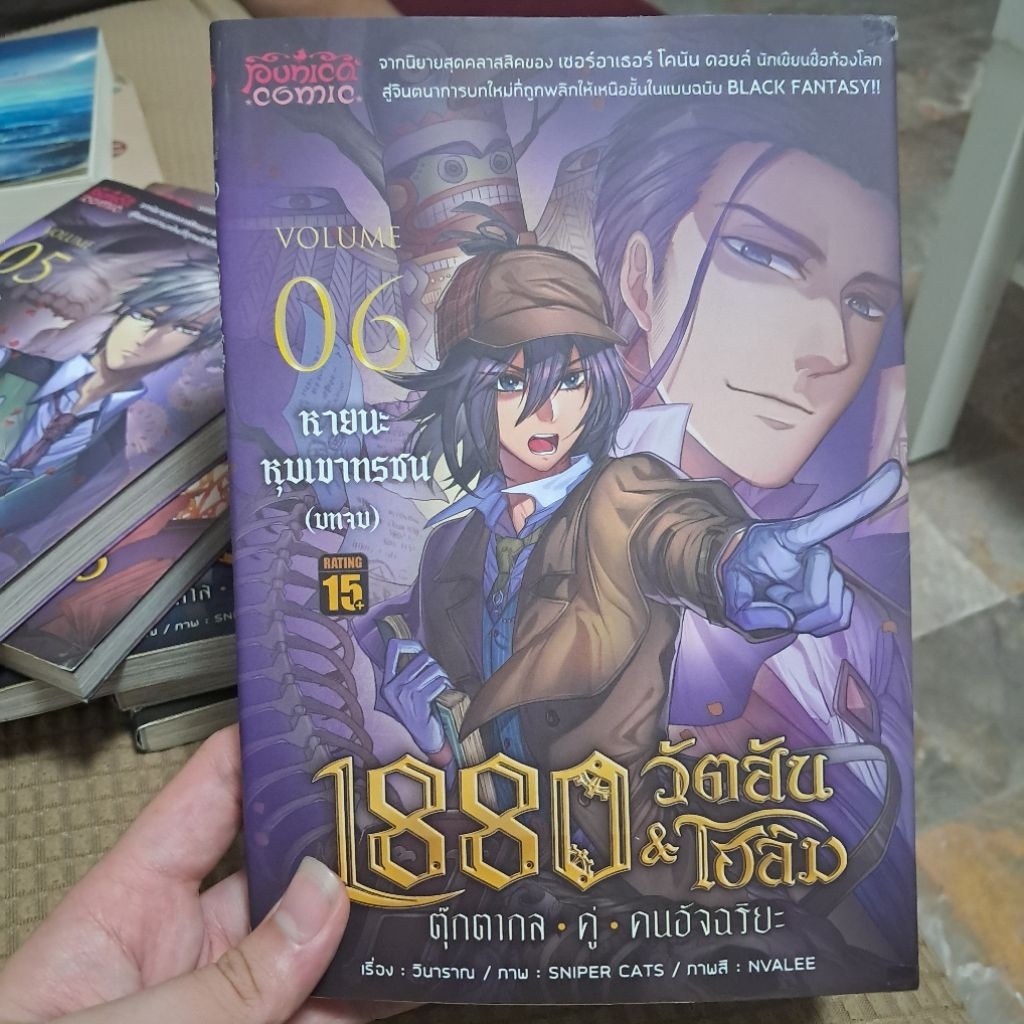 Punica
COMIC
จากนิยายสุดคลาสสิคของ เซอร์อาเธอร์ โคนัน ดอยล์ นักเขียนชื่อก้องโลก
สู่จินตนาการบทใหม่ที่ถูกพลิกให้เหนือชั้นในแบบฉบับ BLACK FANTASY!!
VOLUME
06
หายนะ
หุบเขาทรชน
(บทจบ)
RATING
15+
1880 วัตสัน
& โฮล์ม
ตุ๊กตากล • คู่ • คนอัจฉริยะ
เรื่อง : วินาราณ / ภาพ : SNIPER CATS / ภาพสี : NVALEE
COMIC
VOLUME
05